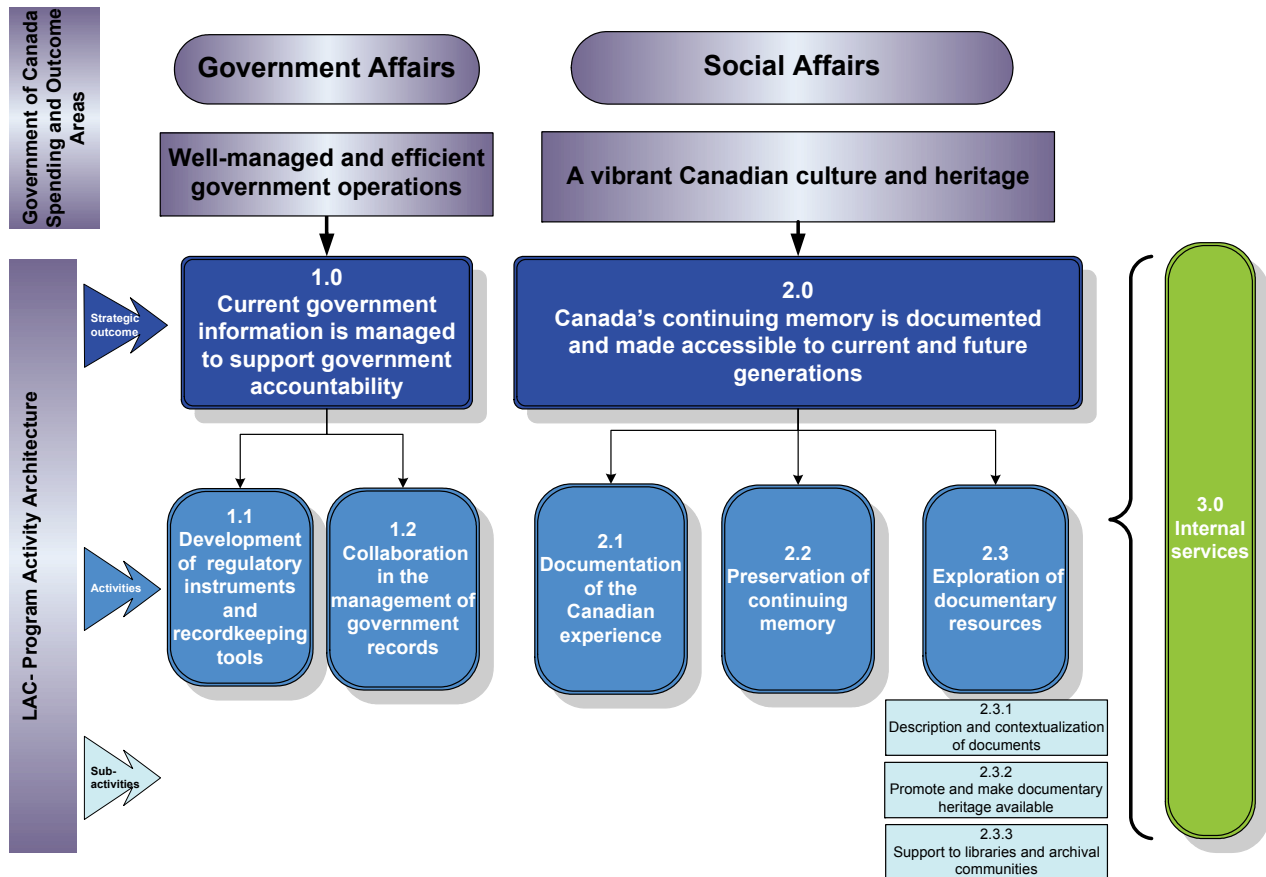 Government of Canada
Spending and Outcome
Areas
Government Affairs
Social Affairs
Well-managed and efficient
government operations
A vibrant Canadian culture and heritage
LAC- Program Activity Architecture
Strategic
outcome
1.0
Current government
information is managed
to support government
accountability
2.0
Canada's continuing memory is documented
and made accessible to current and future
generations
3.0
Internal
services
Activities
1.1
Development
of regulatory
instruments
and
recordkeeping
tools
1.2
Collaboration
in the
management of
government
records
2.1
Documentation
of the
Canadian
experience
2.2
Preservation of
continuing
memory
2.3
Exploration of
documentary
resources
Sub-
activities
2.3.1
Description and contextualization
of documents
2.3.2
Promote and make documentary
heritage available
2.3.3
Support to libraries and archival
communities